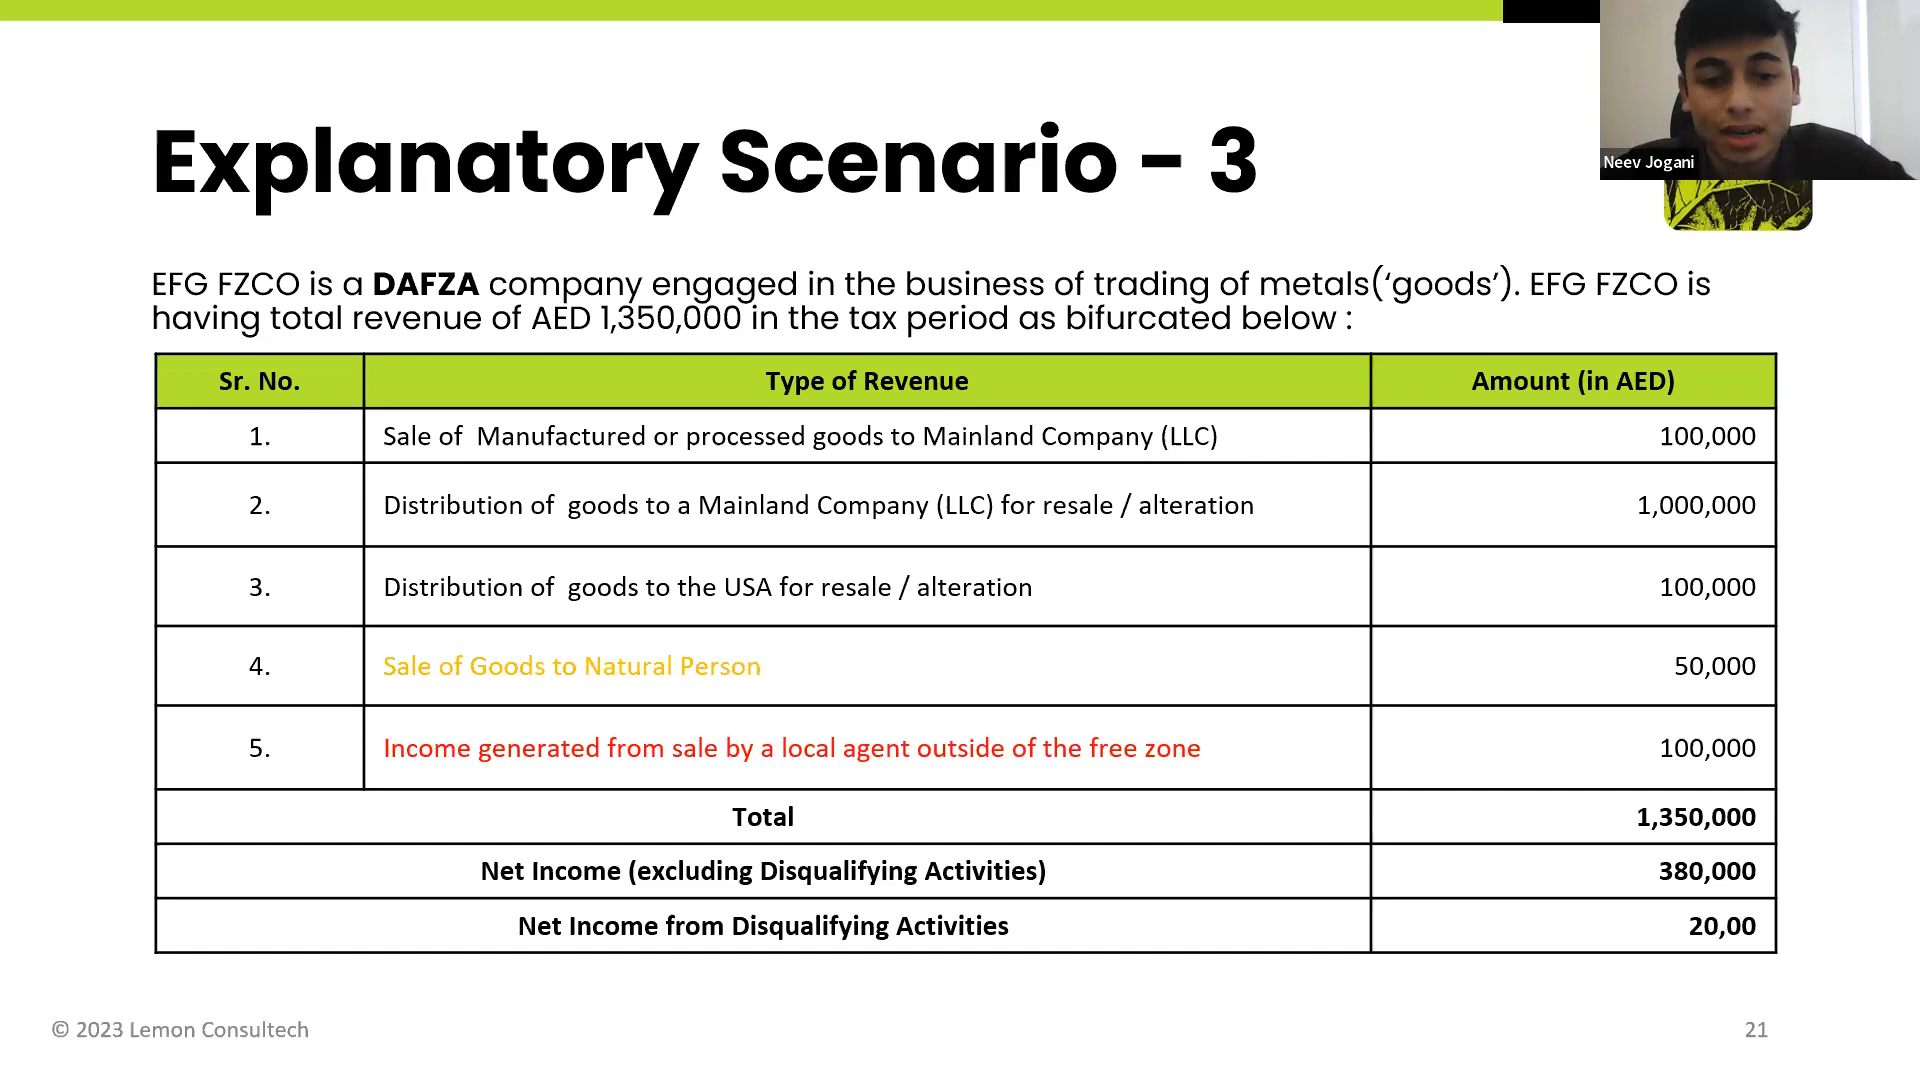 Explanatory Scenario - 3
Neev Jogani
EFG FZCO is a DAFZA company engaged in the business of trading of metals(‘goods’). EFG FZCO is
having total revenue of AED 1,350,000 in the tax period as bifurcated below :
Sr. No. Type of Revenue Amount (in AED)
1. Sale of Manufactured or processed goods to Mainland Company (LLC) 100,000
2. Distribution of goods to a Mainland Company (LLC) for resale / alteration 1,000,000
3. Distribution of goods to the USA for resale / alteration 100,000
4. Sale of Goods to Natural Person 50,000
5. Income generated from sale by a local agent outside of the free zone 100,000
Total 1,350,000
Net Income (excluding Disqualifying Activities) 380,000
Net Income from Disqualifying Activities 20,00
© 2023 Lemon Consultech 21